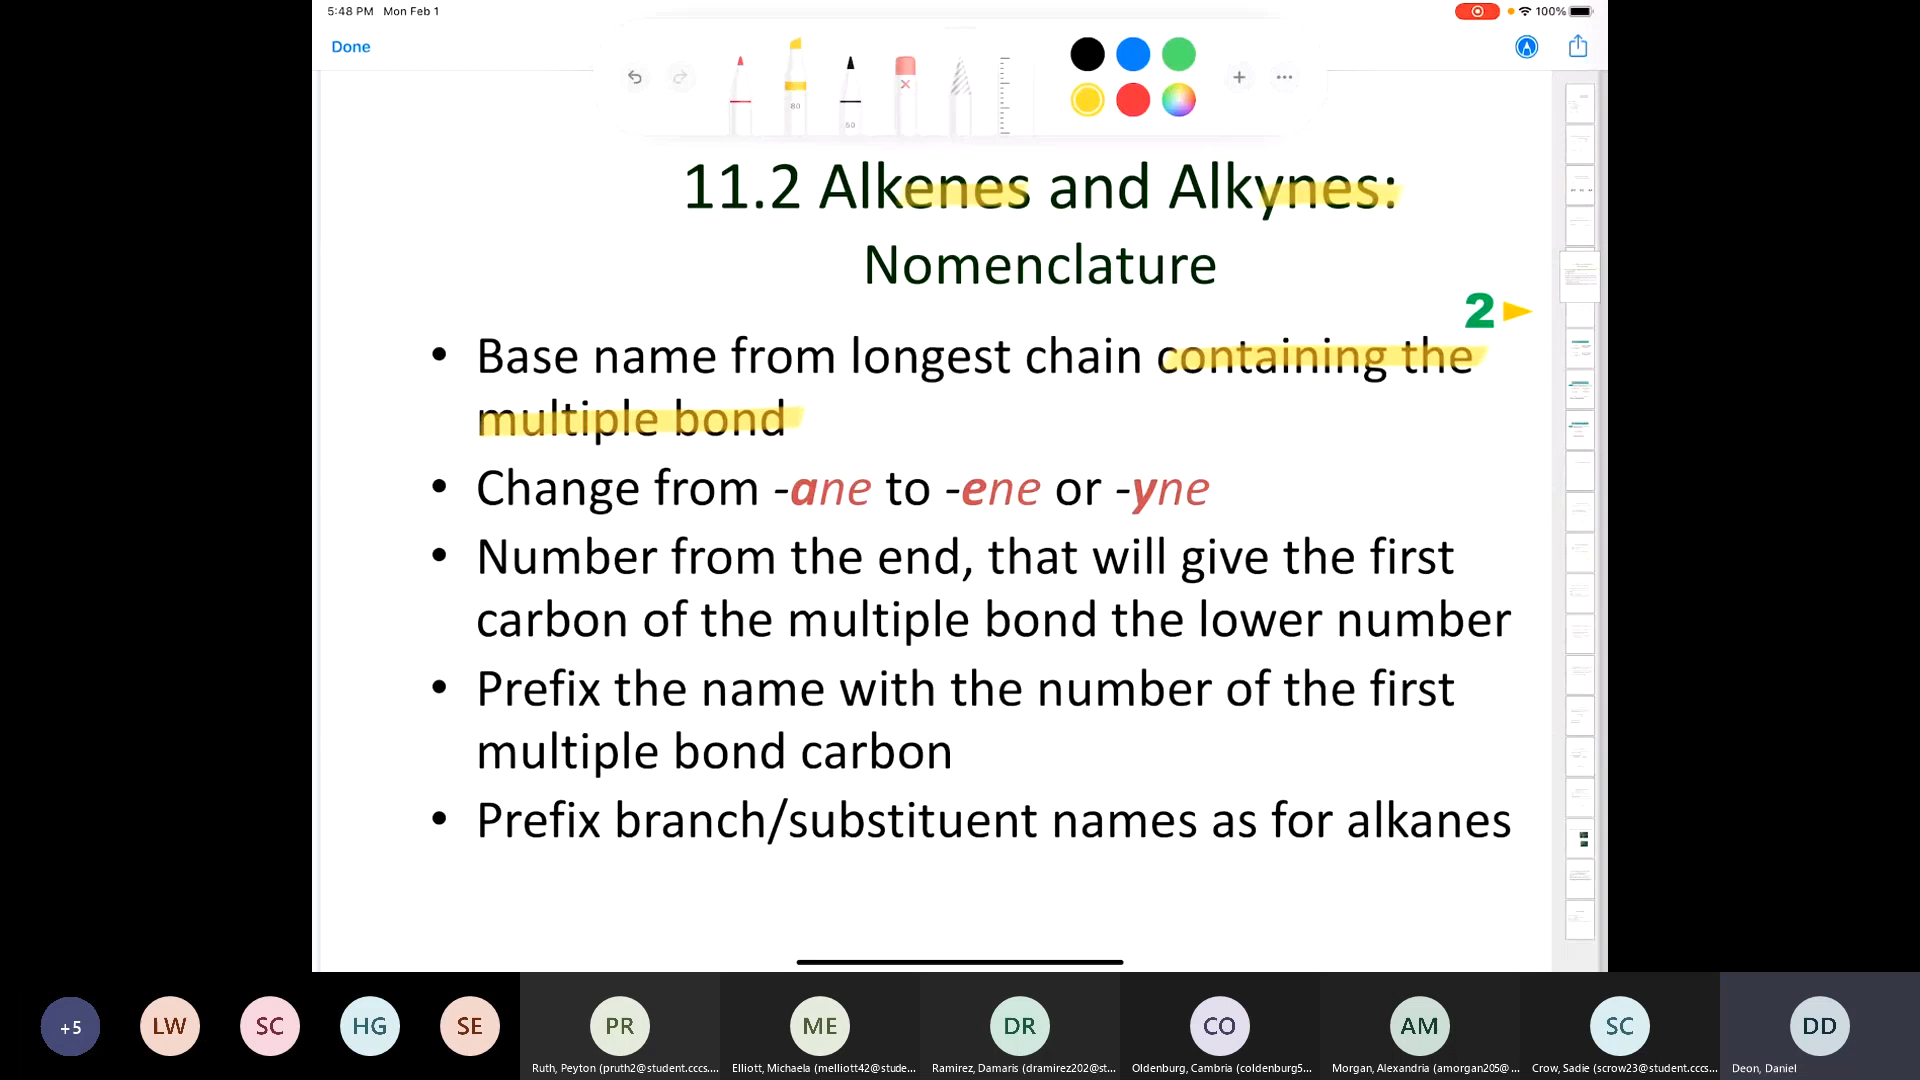 5:48 PM Mon Feb 1
100%
Done
80
60
11.2 Alkenes and Alkynes:
Nomenclature
2
• Base name from longest chain containing the
multiple bond
• Change from -ane to -ene or -yne
• Number from the end, that will give the first
carbon of the multiple bond the lower number
• Prefix the name with the number of the first
multiple bond carbon
• Prefix branch/substituent names as for alkanes
+5 LW SC HG SE PR ME DR CO AM SC DD
Ruth, Peyton (pruth2@student.cccs.... Elliott, Michaela (melliott42@stude... Ramirez, Damaris (dramirez202@st... Oldenburg, Cambria (coldenburg5... Morgan, Alexandria (amorgan205@... Crow, Sadie (scrow23@student.cccs... Deon, Daniel